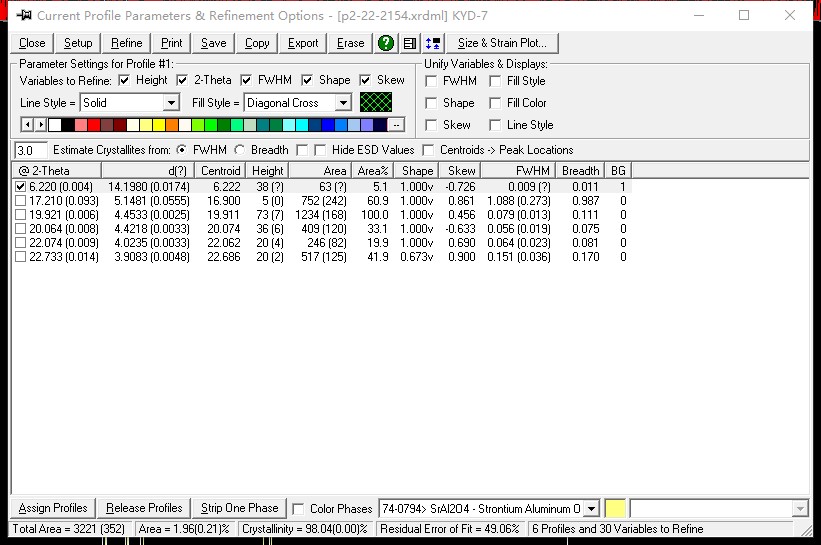 Current Profile Parameters & Refinement Options - [p2-22-2154.xrdml] KYD-7
Close Setup Refine Print Save Copy Export Erase ? Size & Strain Plot...
Parameter Settings for Profile #1: Unify Variables & Displays:
Variables to Refine: Height 2-Theta FWHM Shape Skew FWHM Fill Style
Line Style = Solid Fill Style = Diagonal Cross Shape Fill Color
... Skew Line Style
3.0 Estimate Crystallites from: FWHM Breadth Hide ESD Values Centroids -> Peak Locations
@ 2-Theta d(?) Centroid Height Area Area% Shape Skew FWHM Breadth BG
6.220 (0.004) 14.1980 (0.0174) 6.222 38 (?) 63 (?) 5.1 1.000v -0.726 0.009 (?) 0.011 1
17.210 (0.093) 5.1481 (0.0555) 16.900 5 (0) 752 (242) 60.9 1.000v 0.861 1.088 (0.273) 0.987 0
19.921 (0.006) 4.4533 (0.0025) 19.911 73 (7) 1234 (168) 100.0 1.000v 0.456 0.079 (0.013) 0.111 0
20.064 (0.008) 4.4218 (0.0033) 20.074 36 (6) 409 (120) 33.1 1.000v -0.633 0.056 (0.019) 0.075 0
22.074 (0.009) 4.0235 (0.0033) 22.062 20 (4) 246 (82) 19.9 1.000v 0.690 0.064 (0.023) 0.081 0
22.733 (0.014) 3.9083 (0.0048) 22.686 20 (2) 517 (125) 41.9 0.673v 0.900 0.151 (0.036) 0.170 0
Assign Profiles Release Profiles Strip One Phase Color Phases 74-0794> SrAl2O4 - Strontium Aluminum O
Total Area = 3221 (352) Area = 1.96(0.21)% Crystallinity = 98.04(0.00)% Residual Error of Fit = 49.06% 6 Profiles and 30 Variables to Refine